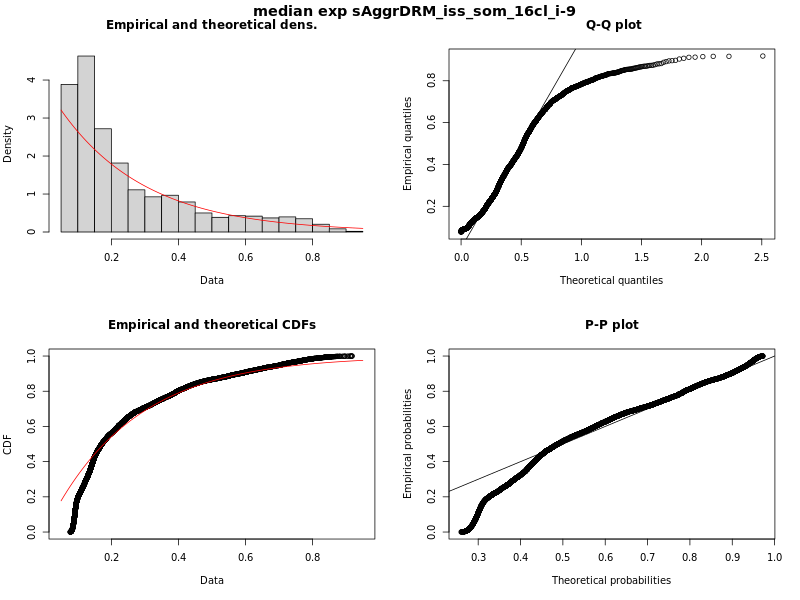 median exp sAggrDRM_iss_som_16cl_i-9
Empirical and theoretical dens.
Density
0 1 2 3 4
0.2 0.4 0.6 0.8
Data
Q-Q plot
Empirical quantiles
0.2 0.4 0.6 0.8
0.0 0.5 1.0 1.5 2.0 2.5
Theoretical quantiles
Empirical and theoretical CDFs
CDF
0.0 0.2 0.4 0.6 0.8 1.0
0.2 0.4 0.6 0.8
Data
P-P plot
Empirical probabilities
0.0 0.2 0.4 0.6 0.8 1.0
0.3 0.4 0.5 0.6 0.7 0.8 0.9 1.0
Theoretical probabilities